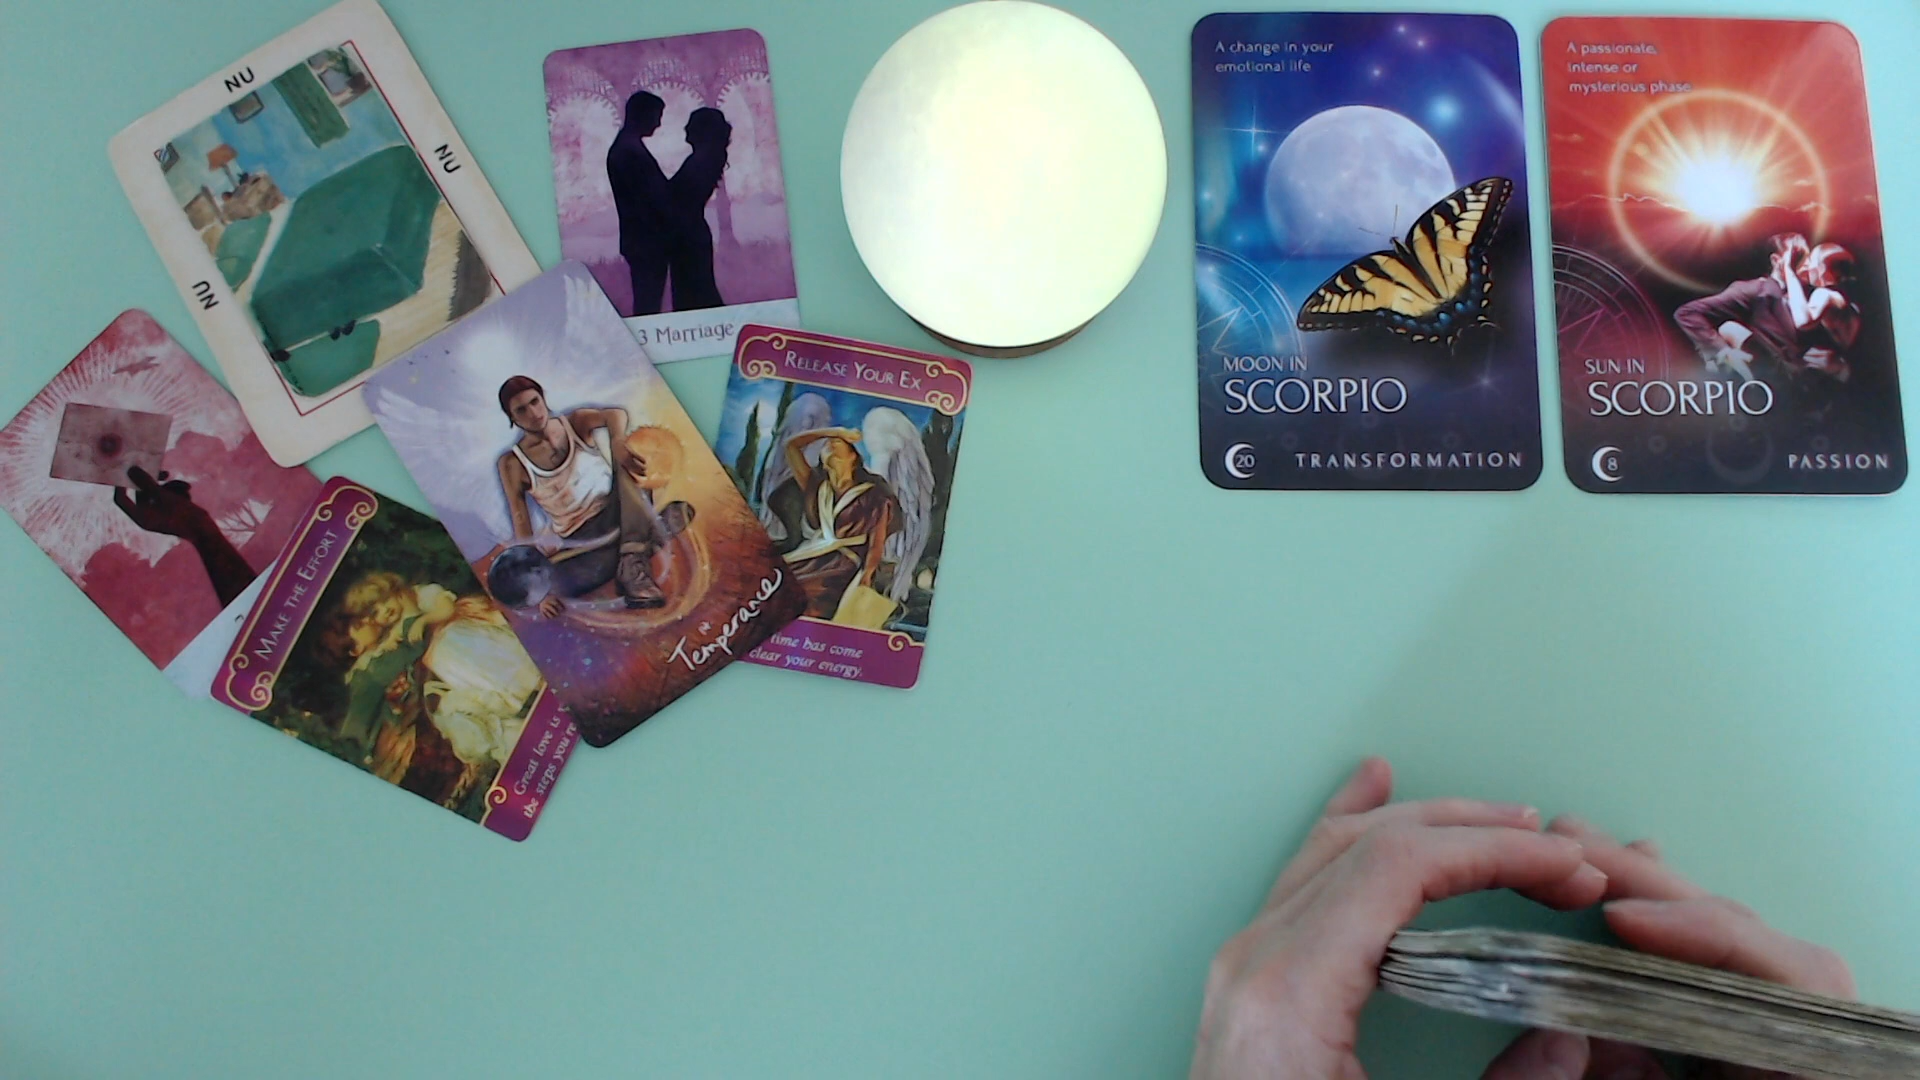 NU
NU
NU
3 Marriage
RELEASE YOUR EX
time has come
clear your energy.
MAKE THE EFFORT
Great love is
the steps you're
Temperance
A change in your
emotional life
MOON IN
SCORPIO
20
TRANSFORMATION
A passionate,
intense or
mysterious phase
SUN IN
SCORPIO
8
PASSION